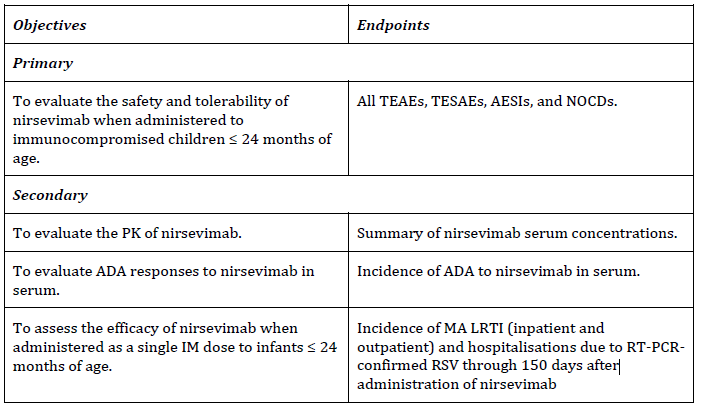 Objectives
Endpoints
Primary
To evaluate the safety and tolerability of
nirsevimab when administered to
immunocompromised children ≤ 24 months of
age.
All TEAEs, TESAEs, AESIs, and NOCDs.
Secondary
To evaluate the PK of nirsevimab.
Summary of nirsevimab serum concentrations.
To evaluate ADA responses to nirsevimab in
serum.
Incidence of ADA to nirsevimab in serum.
To assess the efficacy of nirsevimab when
administered as a single IM dose to infants ≤ 24
months of age.
Incidence of MA LRTI (inpatient and
outpatient) and hospitalisations due to RT-PCR-
confirmed RSV through 150 days after
administration of nirsevimab